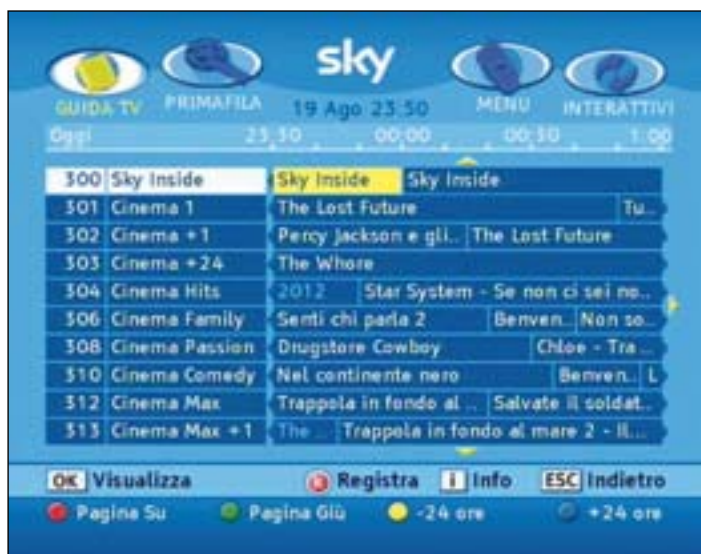 sky
GUIDA TV PRIMAFILA 19 Ago 23:50 MENU INTERATTIVI
Oggi 23,30 00,00 00,30 1:00
300 Sky Inside Sky Inside Sky Inside
301 Cinema 1 The Lost Future Tu..
302 Cinema +1 Percy Jackson e gli.. The Lost Future
303 Cinema +24 The Whore
304 Cinema Hits 2012 Star System - Se non ci sei no..
306 Cinema Family Senti chi parla 2 Benven.. Non so..
308 Cinema Passion Drugstore Cowboy Chloe - Tra ...
310 Cinema Comedy Nel continente nero Benven.. L
312 Cinema Max Trappola in fondo al .. Salvate il soldat..
313 Cinema Max +1 The ... Trappola in fondo al mare 2 - Il...
OK Visualizza R Registra i Info ESC Indietro
Pagina Su Pagina Giù -24 ore +24 ore